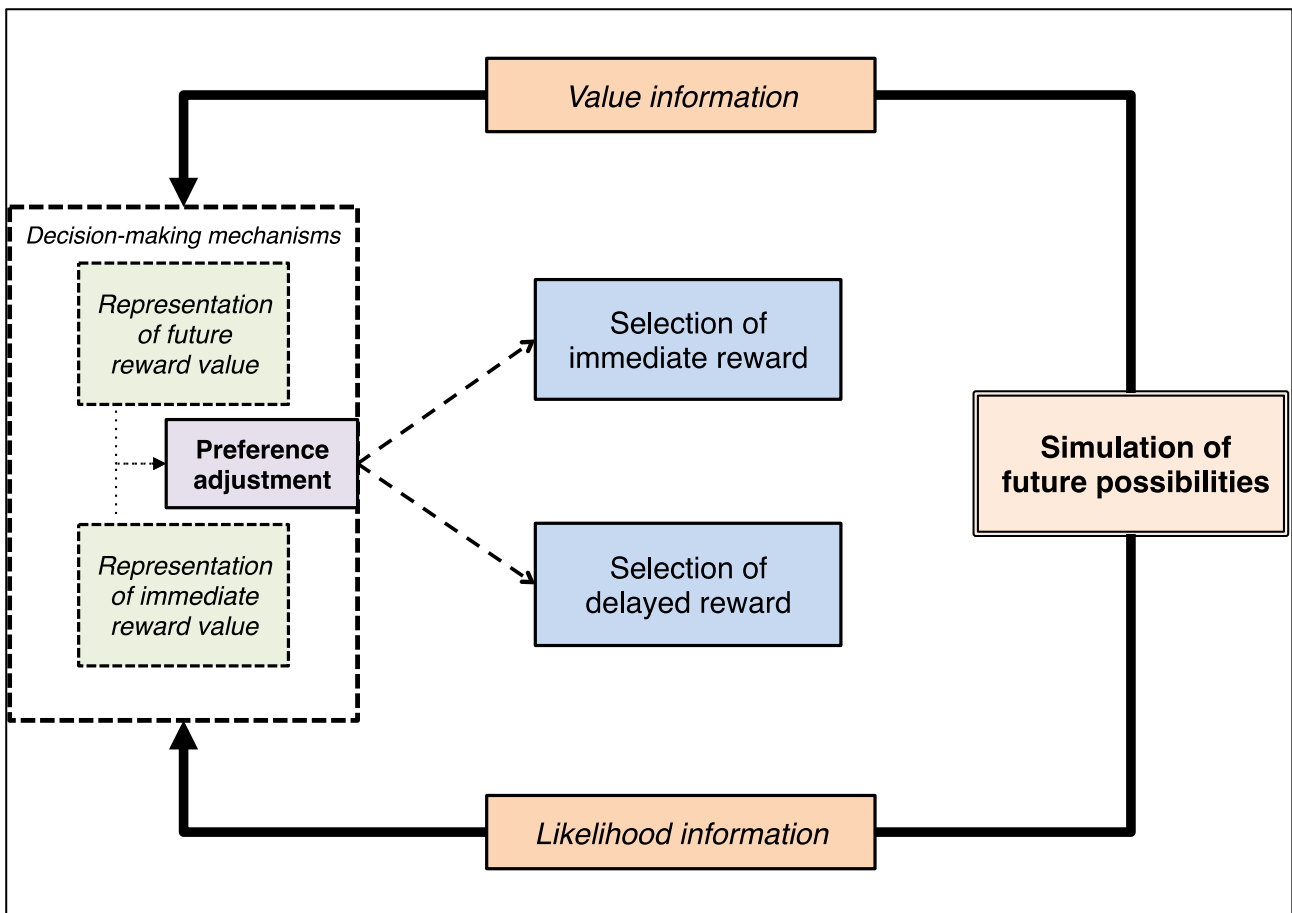 Value information
Decision-making mechanisms
Representation
of future
reward value
Preference
adjustment
Representation
of immediate
reward value
Selection of
immediate reward
Selection of
delayed reward
Simulation of
future possibilities
Likelihood information